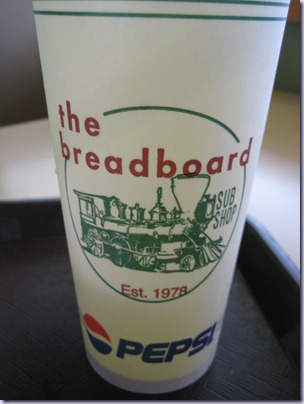 the
breadboard
SUB
SHOP
Est. 1978
PEPSI